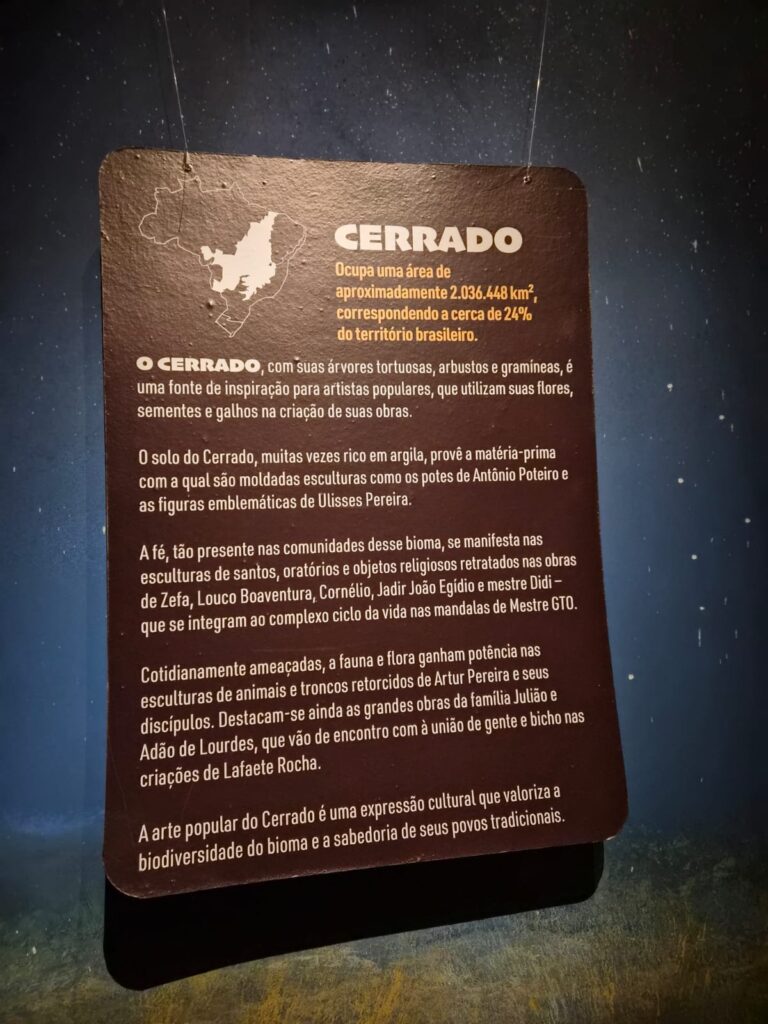 CERRADO
Ocupa uma área de
aproximadamente 2.036.448 km²,
correspondendo a cerca de 24%
do território brasileiro.
O CERRADO, com suas árvores tortuosas, arbustos e gramíneas, é
uma fonte de inspiração para artistas populares, que utilizam suas flores,
sementes e galhos na criação de suas obras.
O solo do Cerrado, muitas vezes rico em argila, provê a matéria-prima
com a qual são moldadas esculturas como os potes de Antônio Poteiro e
as figuras emblemáticas de Ulisses Pereira.
A fé, tão presente nas comunidades desse bioma, se manifesta nas
esculturas de santos, oratórios e objetos religiosos retratados nas obras
de Zefa, Louco Boaventura, Cornélio, Jadir João Egídio e mestre Didi –
que se integram ao complexo ciclo da vida nas mandalas de Mestre GTO.
Cotidianamente ameaçadas, a fauna e flora ganham potência nas
esculturas de animais e troncos retorcidos de Artur Pereira e seus
discípulos. Destacam-se ainda as grandes obras da família Julião e
Adão de Lourdes, que vão de encontro com à união de gente e bicho nas
criações de Lafaete Rocha.
A arte popular do Cerrado é uma expressão cultural que valoriza a
biodiversidade do bioma e a sabedoria de seus povos tradicionais.